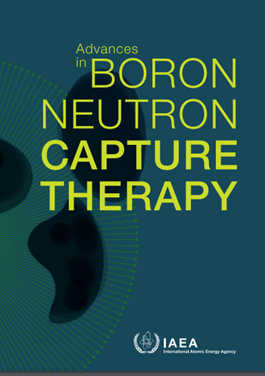 Advances
in BORON
NEUTRON
CAPTURE
THERAPY
IAEA
International Atomic Energy Agency